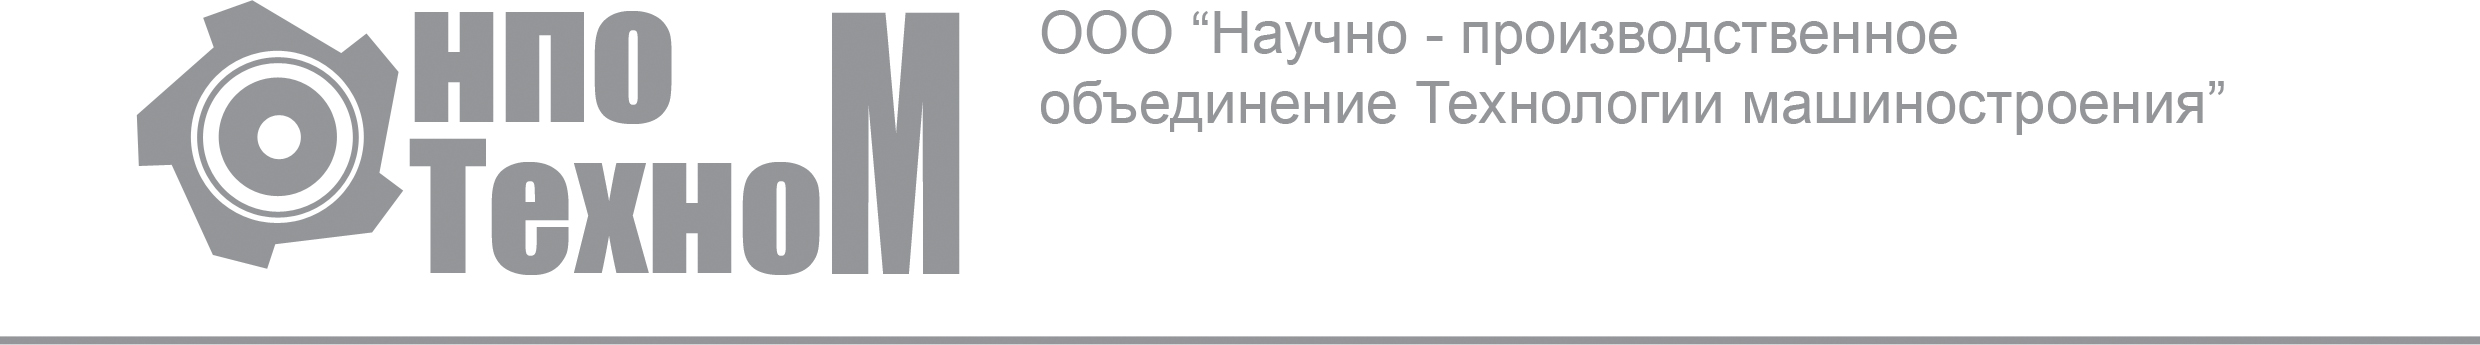 нпо
ТехноМ
ООО “Научно - производственное
объединение Технологии машиностроения”